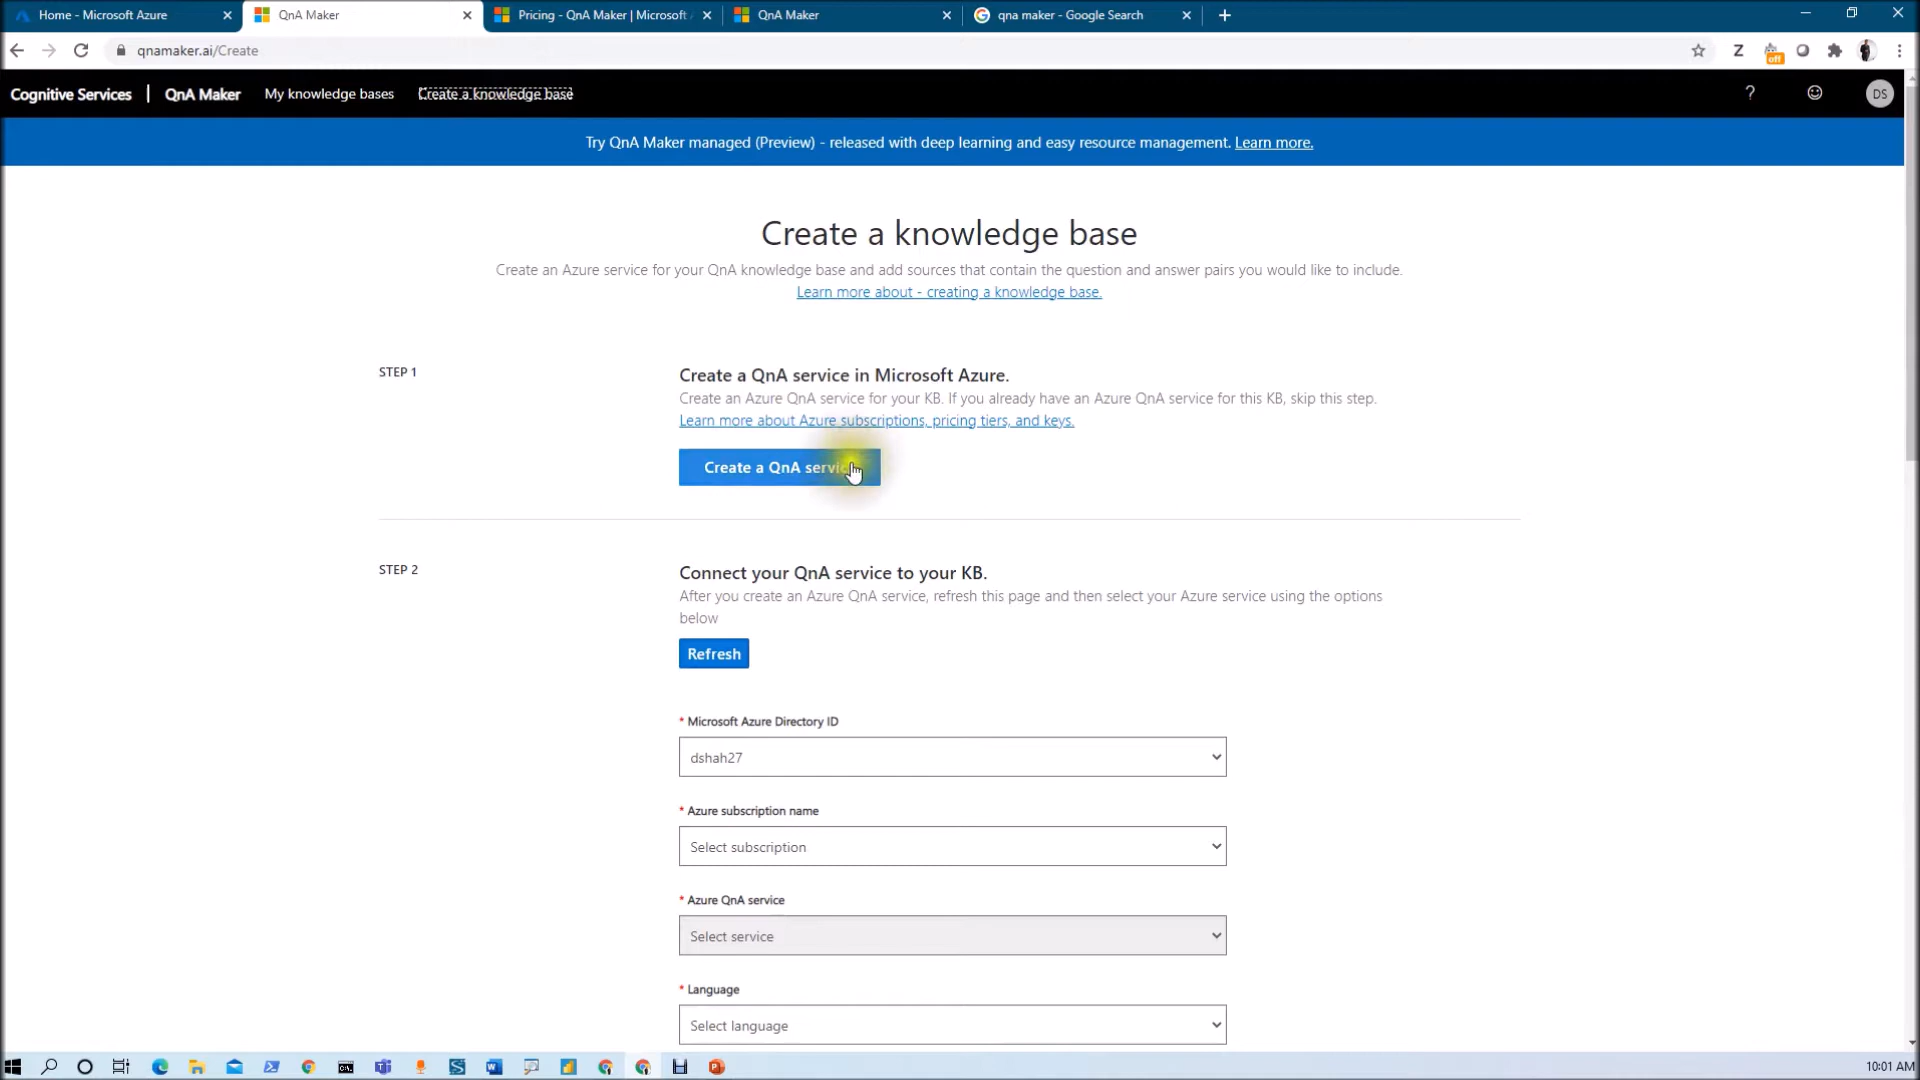 Home - Microsoft Azure
QnA Maker
Pricing - QnA Maker | Microsoft
QnA Maker
qna maker - Google Search
qnamaker.ai/Create
Z
off
Cognitive Services | QnA Maker My knowledge bases Create a knowledge base ? DS
Try QnA Maker managed (Preview) - released with deep learning and easy resource management. Learn more.
Create a knowledge base
Create an Azure service for your QnA knowledge base and add sources that contain the question and answer pairs you would like to include.
Learn more about - creating a knowledge base.
STEP 1
Create a QnA service in Microsoft Azure.
Create an Azure QnA service for your KB. If you already have an Azure QnA service for this KB, skip this step.
Learn more about Azure subscriptions, pricing tiers, and keys.
Create a QnA service
STEP 2
Connect your QnA service to your KB.
After you create an Azure QnA service, refresh this page and then select your Azure service using the options
below
Refresh
* Microsoft Azure Directory ID
dshah27
* Azure subscription name
Select subscription
* Azure QnA service
Select service
* Language
Select language
10:01 AM